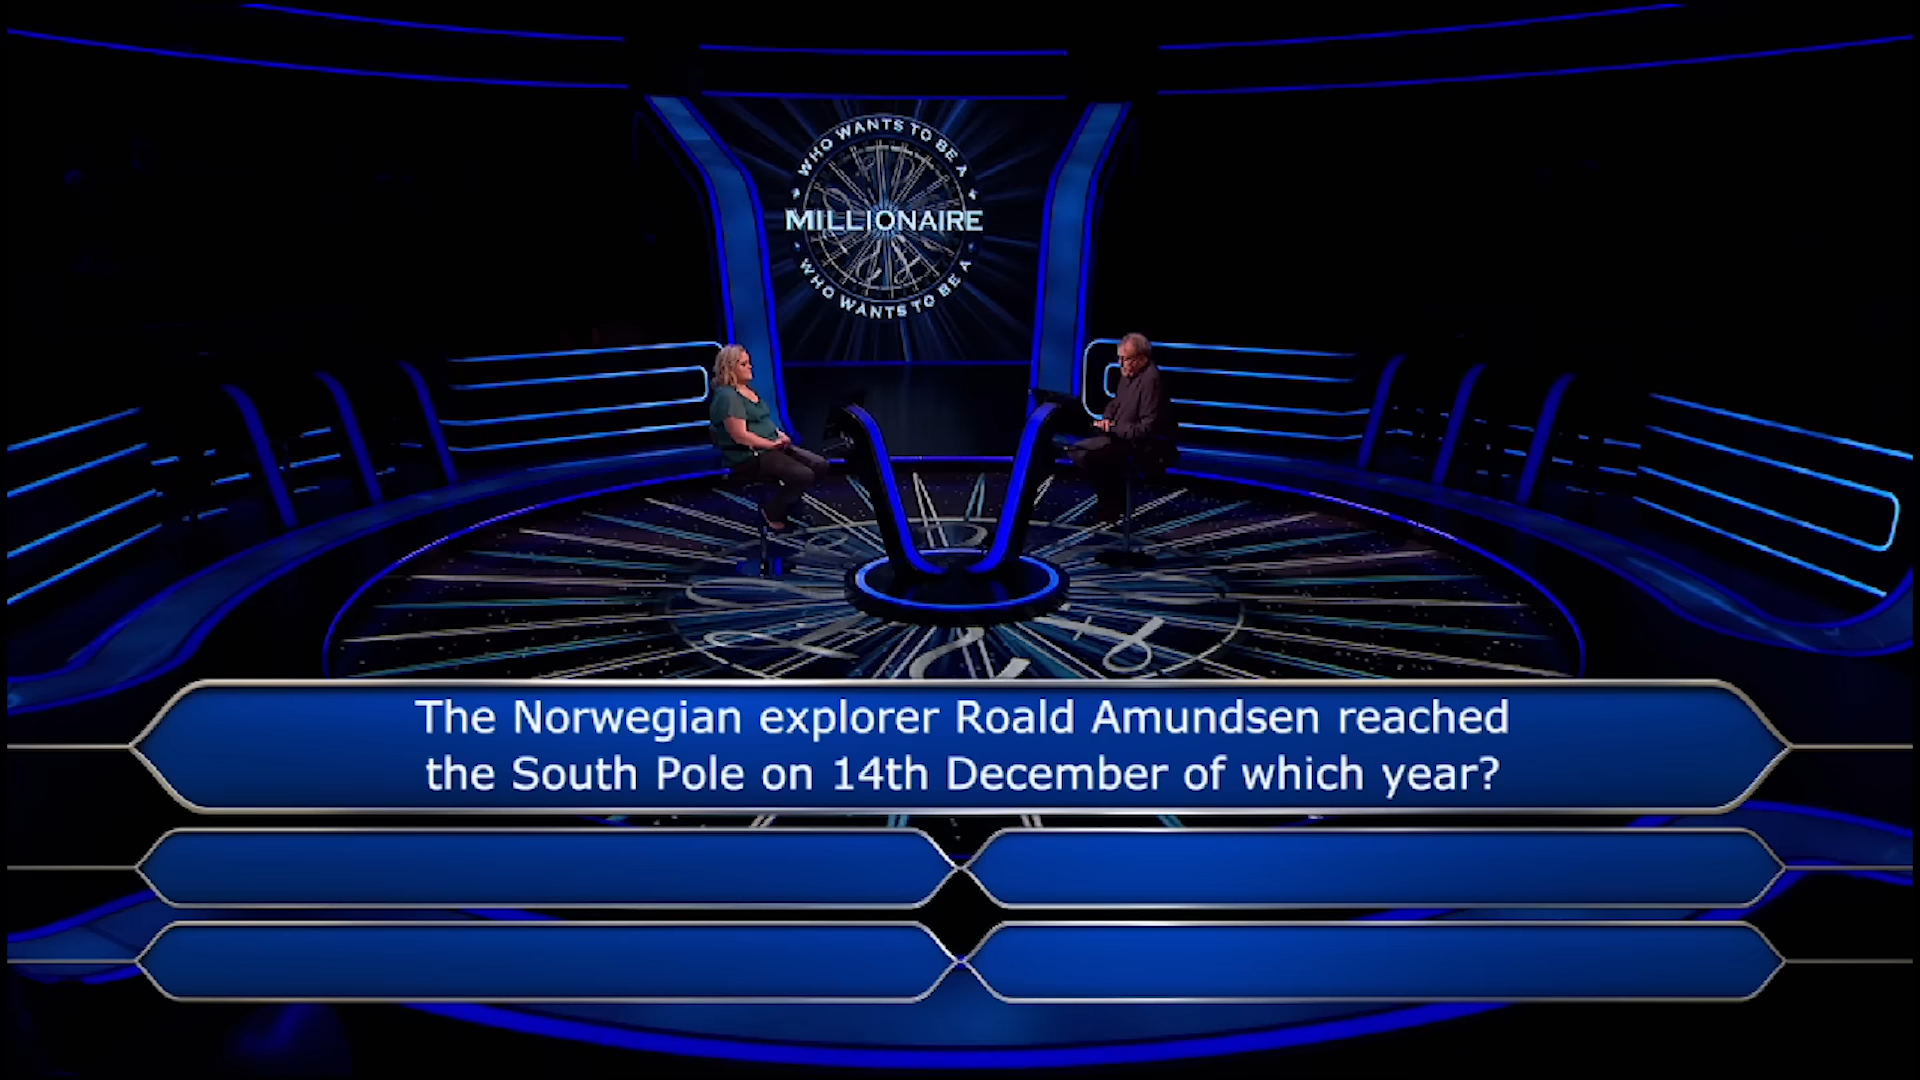 WHO WANTS TO BE A
MILLIONAIRE
WHO WANTS TO BE A
The Norwegian explorer Roald Amundsen reached
the South Pole on 14th December of which year?